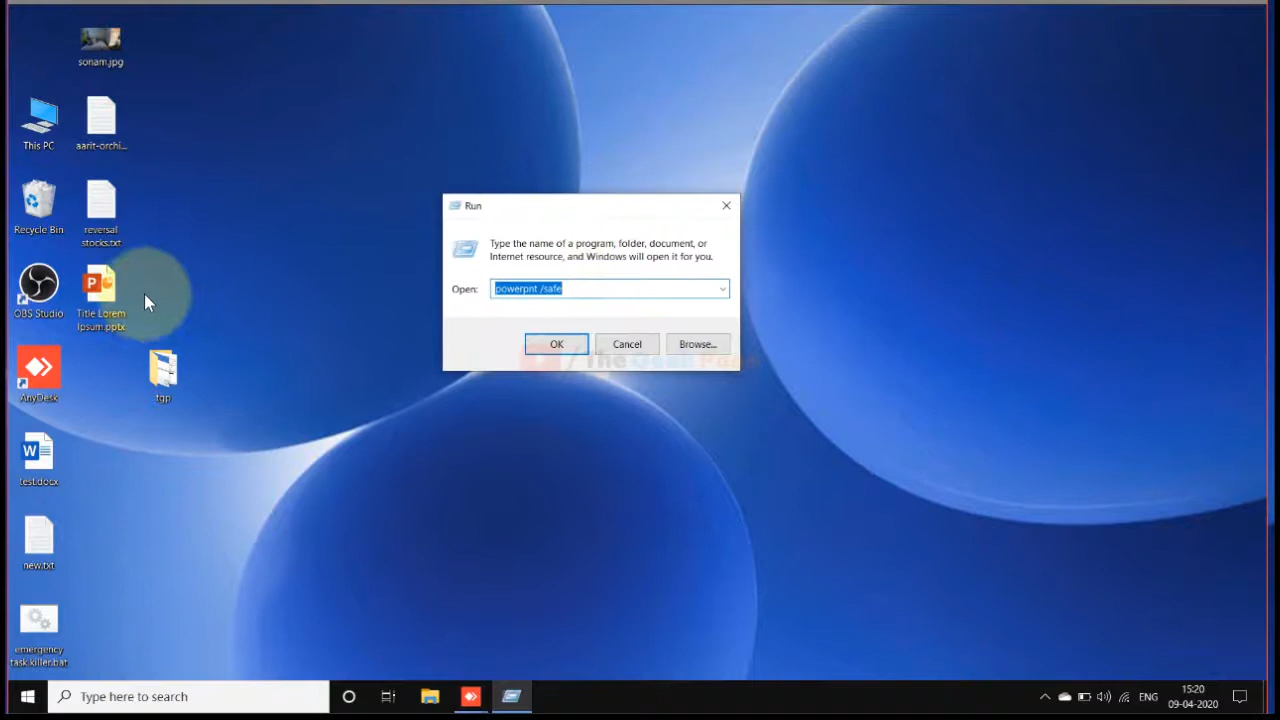 sonam.jpg
This PC
aarit-orchi...
Recycle Bin
reversal
stocks.txt
OBS Studio
Title Lorem
Ipsum.pptx
AnyDesk
tgp
test.docx
new.txt
emergency
task killer.bat
Run
Type the name of a program, folder, document, or
Internet resource, and Windows will open it for you.
Open:
powerpnt /safe
OK
Cancel
Browse...
/The Geek Page
Type here to search
ENG
15:20
09-04-2020